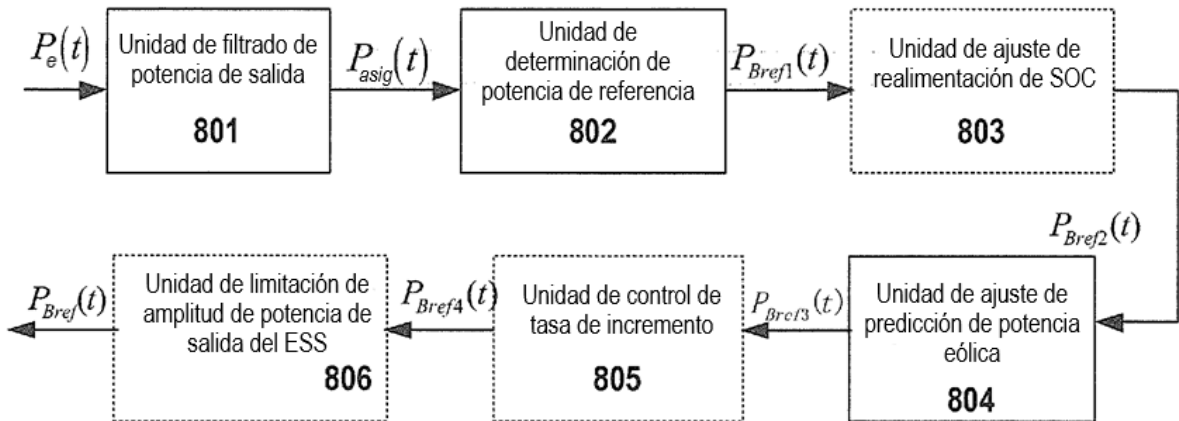 P_e(t)
Unidad de filtrado de
potencia de salida
801
P_asig(t)
Unidad de
determinación de
potencia de referencia
802
P_Bref1(t)
Unidad de ajuste de
realimentación de SOC
803
P_Bref2(t)
Unidad de ajuste de
predicción de potencia
eólica
804
P_Bref3(t)
Unidad de control de
tasa de incremento
805
P_Bref4(t)
Unidad de limitación de
amplitud de potencia de
salida del ESS
806
P_Bref(t)